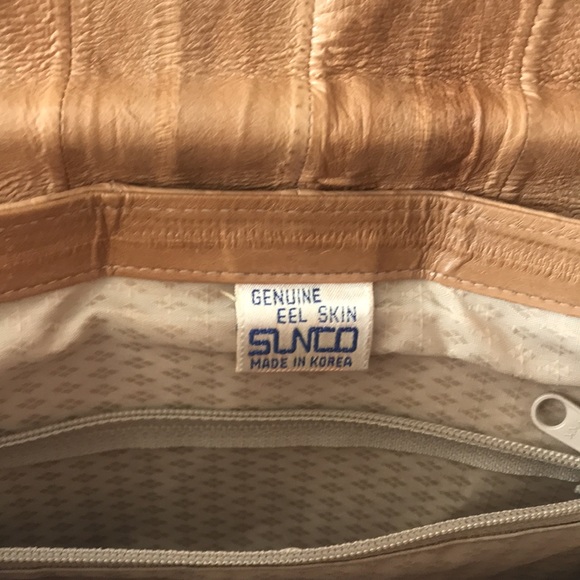 GENUINE
EEL SKIN
SUNCO
MADE IN KOREA